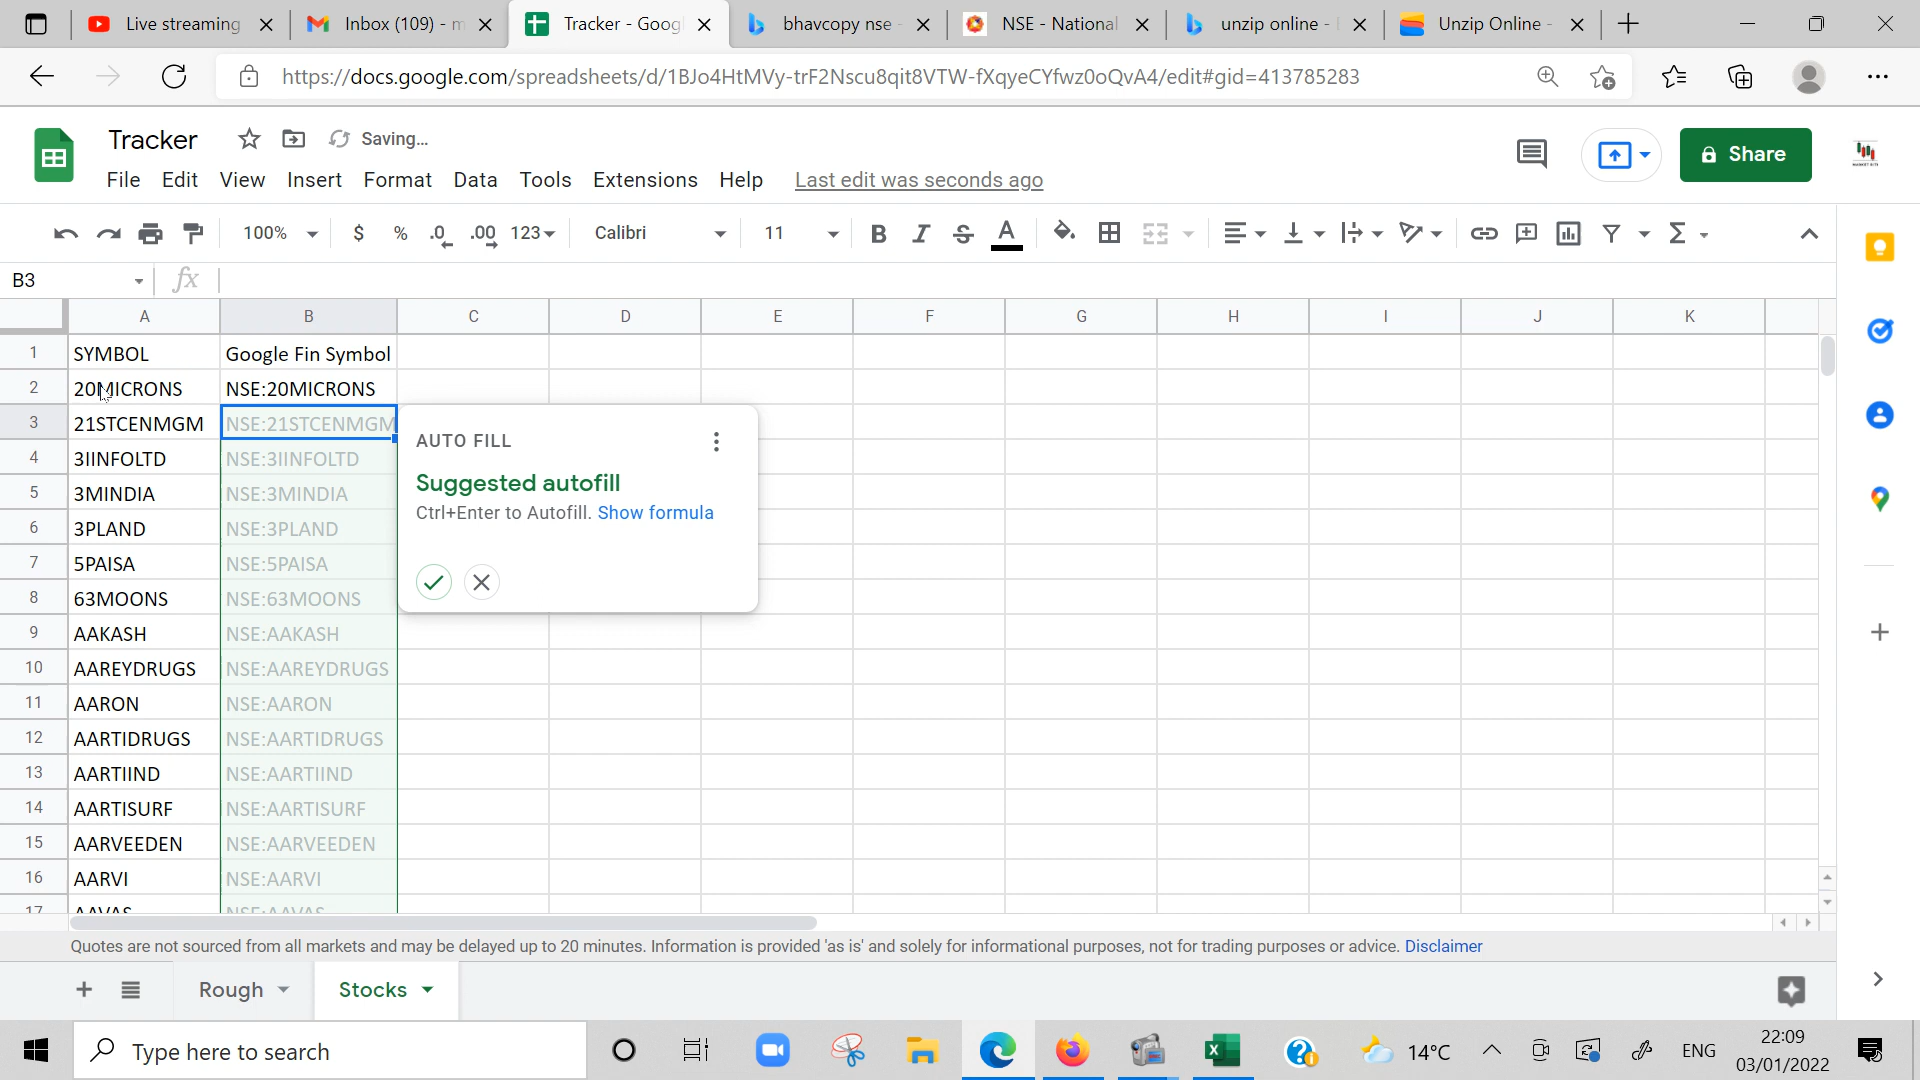 Live streaming
Inbox (109) - m
Tracker - Goog
bhavcopy nse -
NSE - National
unzip online -
Unzip Online -
https://docs.google.com/spreadsheets/d/1BJo4HtMVy-trF2Nscu8qit8VTW-fXqyeCYfwz0oQvA4/edit#gid=413785283
Tracker
Saving...
Share
File Edit View Insert Format Data Tools Extensions Help Last edit was seconds ago
100% $ % .0 .00 123 Calibri 11 B I S A Σ
B3 fx
A B C D E F G H I J K
1 SYMBOL Google Fin Symbol
2 20MICRONS NSE:20MICRONS
3 21STCENMGM NSE:21STCENMGM
4 3IINFOLTD NSE:3IINFOLTD
5 3MINDIA NSE:3MINDIA
6 3PLAND NSE:3PLAND
7 5PAISA NSE:5PAISA
8 63MOONS NSE:63MOONS
9 AAKASH NSE:AAKASH
10 AAREYDRUGS NSE:AAREYDRUGS
11 AARON NSE:AARON
12 AARTIDRUGS NSE:AARTIDRUGS
13 AARTIIND NSE:AARTIIND
14 AARTISURF NSE:AARTISURF
15 AARVEEDEN NSE:AARVEEDEN
16 AARVI NSE:AARVI
17 AAVAS NSE:AAVAS
AUTO FILL
Suggested autofill
Ctrl+Enter to Autofill. Show formula
Quotes are not sourced from all markets and may be delayed up to 20 minutes. Information is provided 'as is' and solely for informational purposes, not for trading purposes or advice. Disclaimer
Rough Stocks
Type here to search
14°C
ENG
22:09
03/01/2022